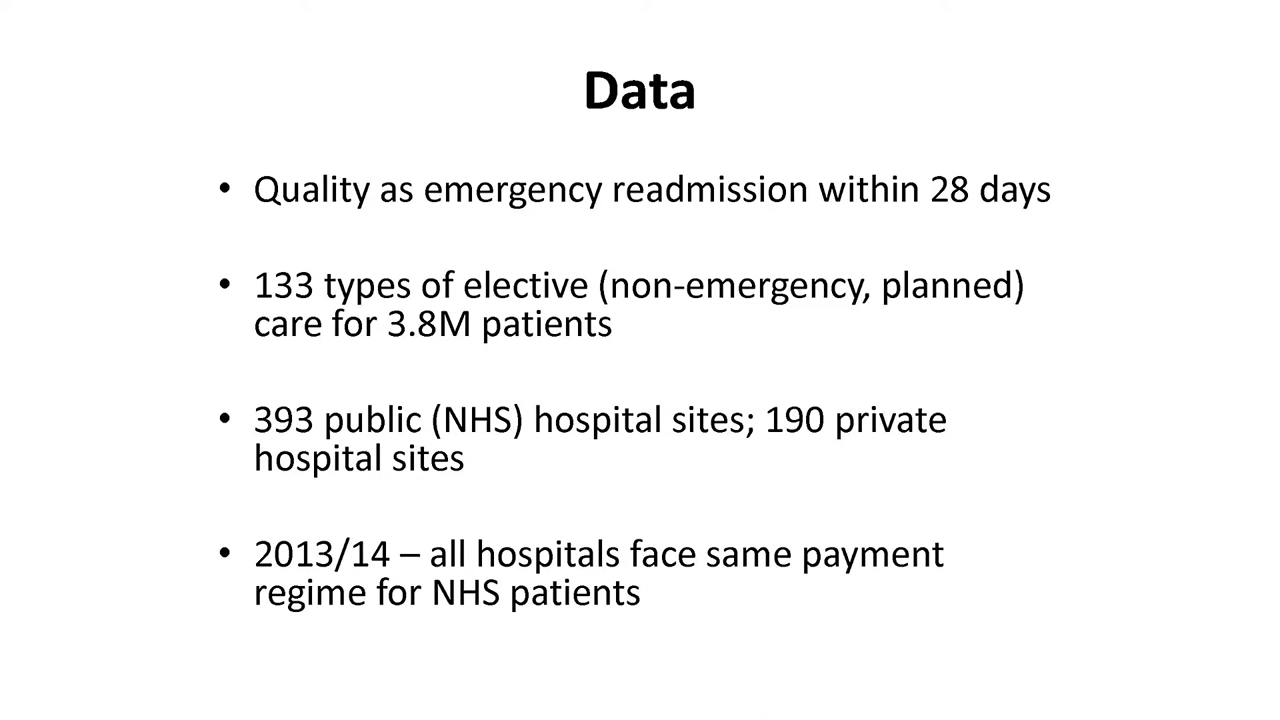 Data
• Quality as emergency readmission within 28 days
• 133 types of elective (non-emergency, planned)
care for 3.8M patients
• 393 public (NHS) hospital sites; 190 private
hospital sites
• 2013/14 – all hospitals face same payment
regime for NHS patients